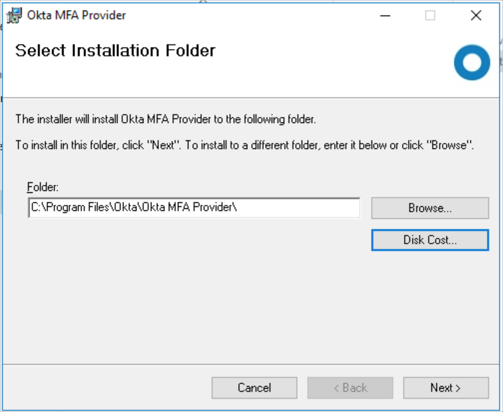 Okta MFA Provider
Select Installation Folder
The installer will install Okta MFA Provider to the following folder.
To install in this folder, click "Next". To install to a different folder, enter it below or click "Browse".
Folder:
C:\Program Files\Okta\Okta MFA Provider\
Browse...
Disk Cost...
Cancel
< Back
Next >